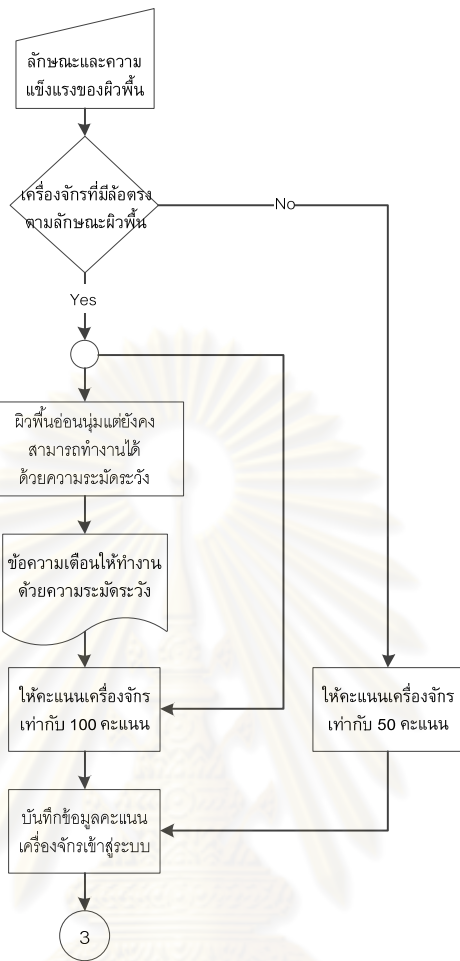 ลักษณะและความ
แข็งแรงของผิวพื้น
เครื่องจักรที่มีล้อตรง
ตามลักษณะผิวพื้น
No
Yes
ผิวพื้นอ่อนนุ่มแต่ยังคง
สามารถทำงานได้
ด้วยความระมัดระวัง
ข้อความเตือนให้ทำงาน
ด้วยความระมัดระวัง
ให้คะแนนเครื่องจักร
เท่ากับ 100 คะแนน
ให้คะแนนเครื่องจักร
เท่ากับ 50 คะแนน
บันทึกข้อมูลคะแนน
เครื่องจักรเข้าสู่ระบบ
3